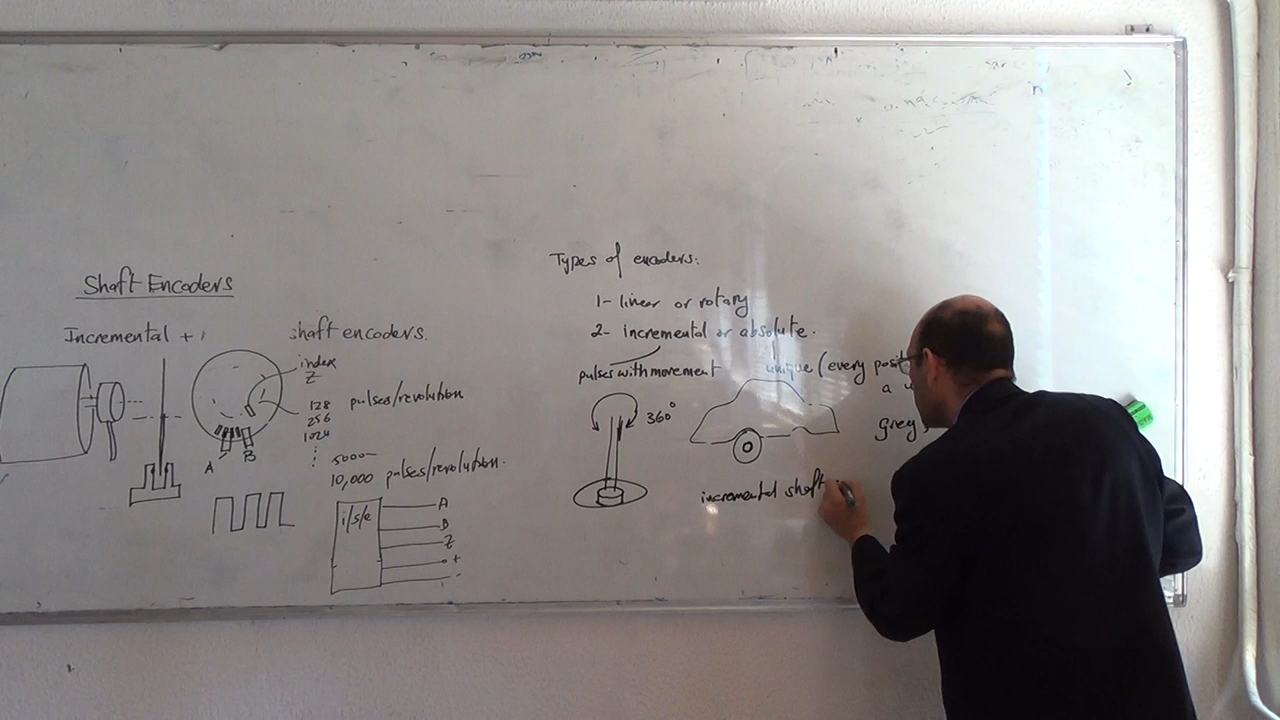 Shaft Encoders
Incremental +
shaft encoders.
index
Z
128 pulses/revolution
256
1024
5000
10,000 pulses/revolution.
A
B
i/s/e
A
B
Z
+
-
Types of encoders:
1- linear or rotary
2- incremental or absolute.
pulses with movement
unique (every posit
a
grey
360°
incremental shaft